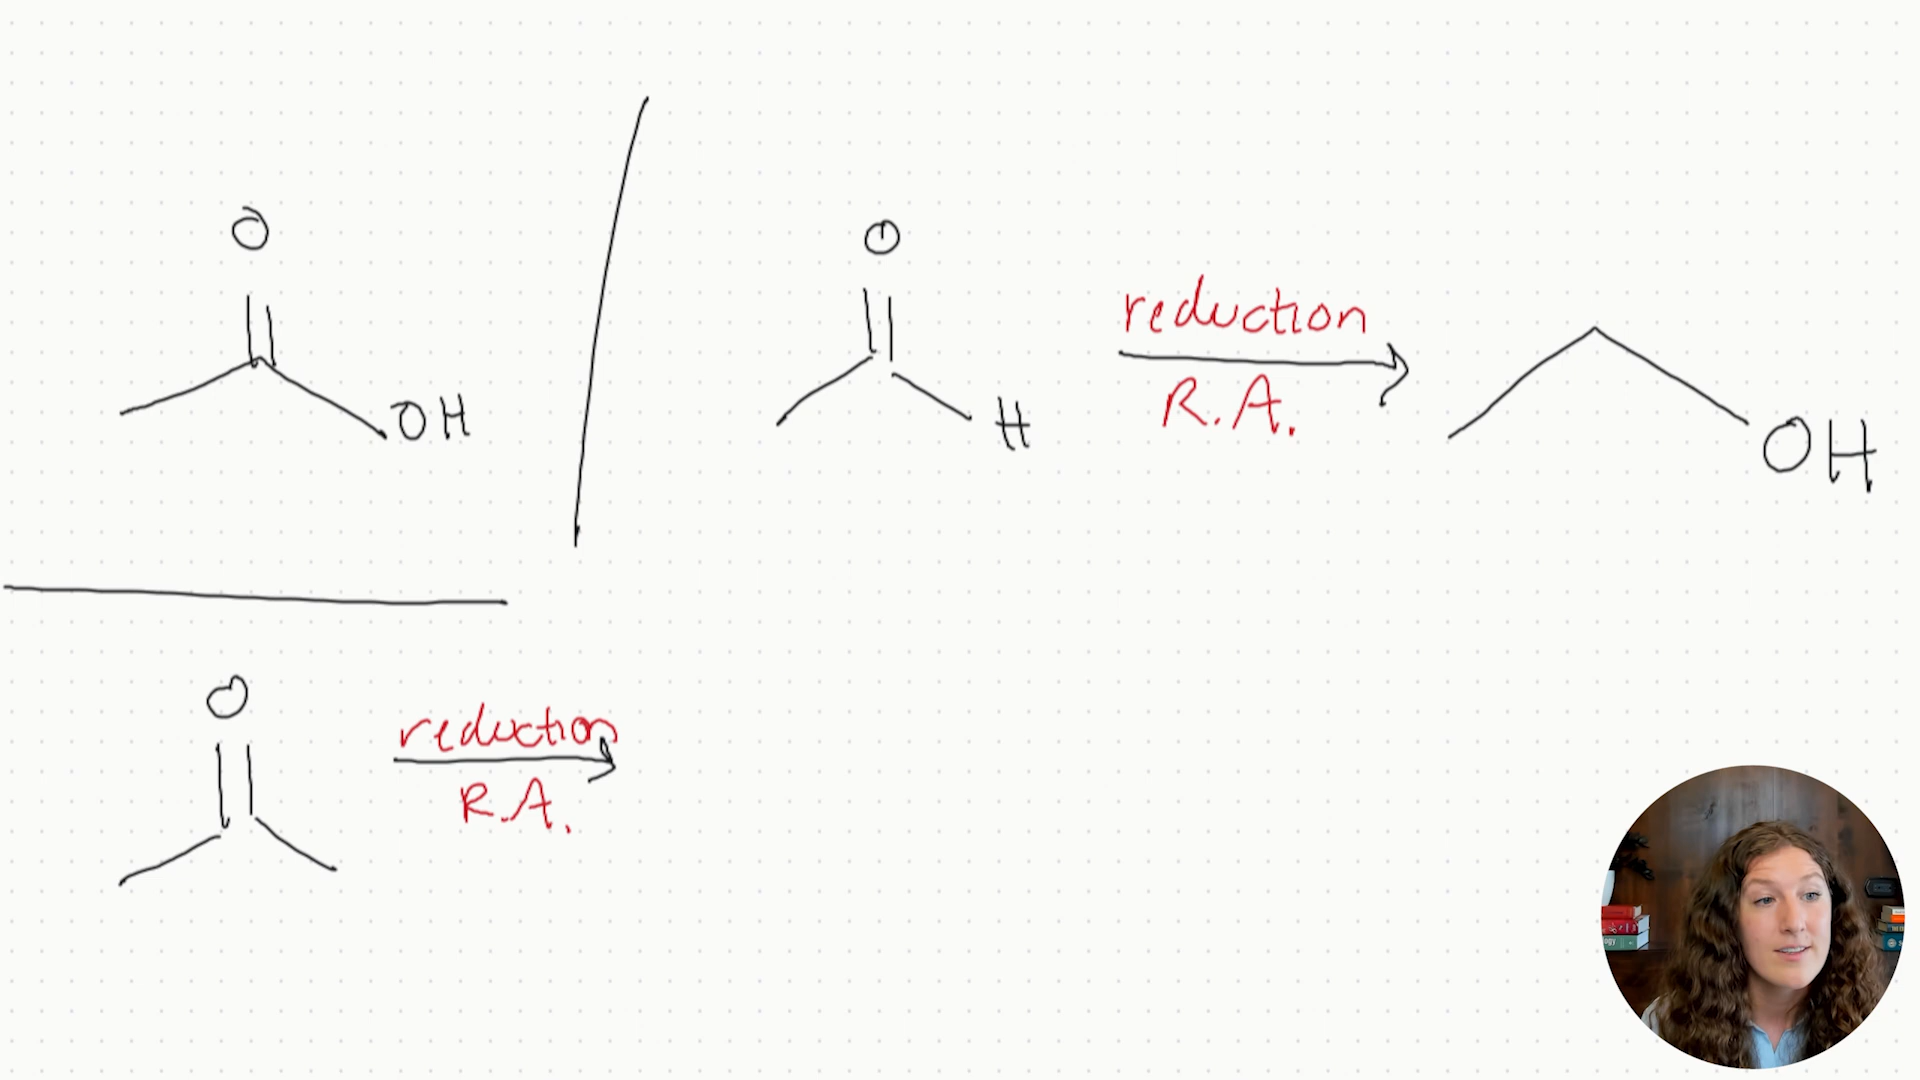 O
OH
O
H
reduction
R.A.
OH
O
reduction
R.A.